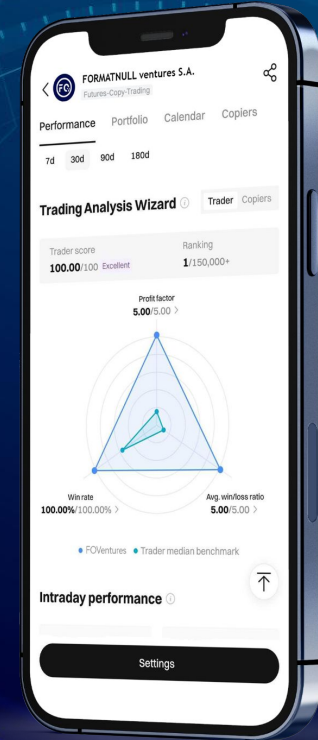 FORMATNULL ventures S.A.
FO
Futures-Copy-Trading
Performance Portfolio Calendar Copiers
7d 30d 90d 180d
Trading Analysis Wizard Trader Copiers
Trader score Ranking
100.00/100 Excellent 1/150,000+
Profit factor
5.00/5.00 >
Win rate Avg. win/loss ratio
100.00%/100.00% > 5.00/5.00 >
FOVentures Trader median benchmark
Intraday performance
Settings